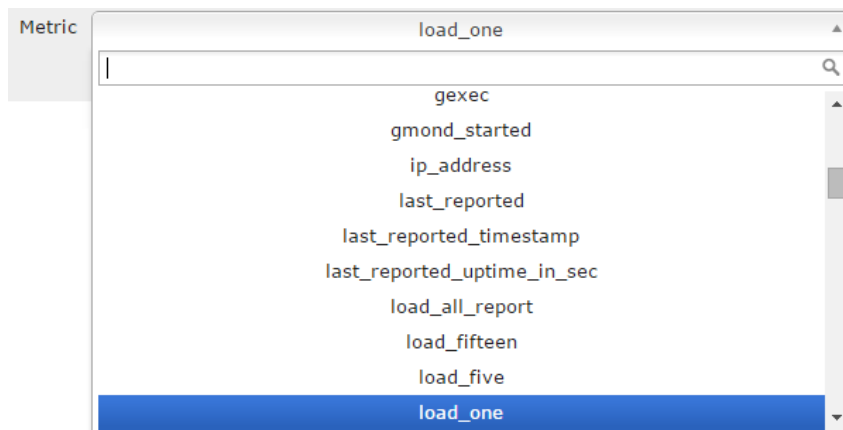 Metric
load_one
gexec
gmond_started
ip_address
last_reported
last_reported_timestamp
last_reported_uptime_in_sec
load_all_report
load_fifteen
load_five
load_one